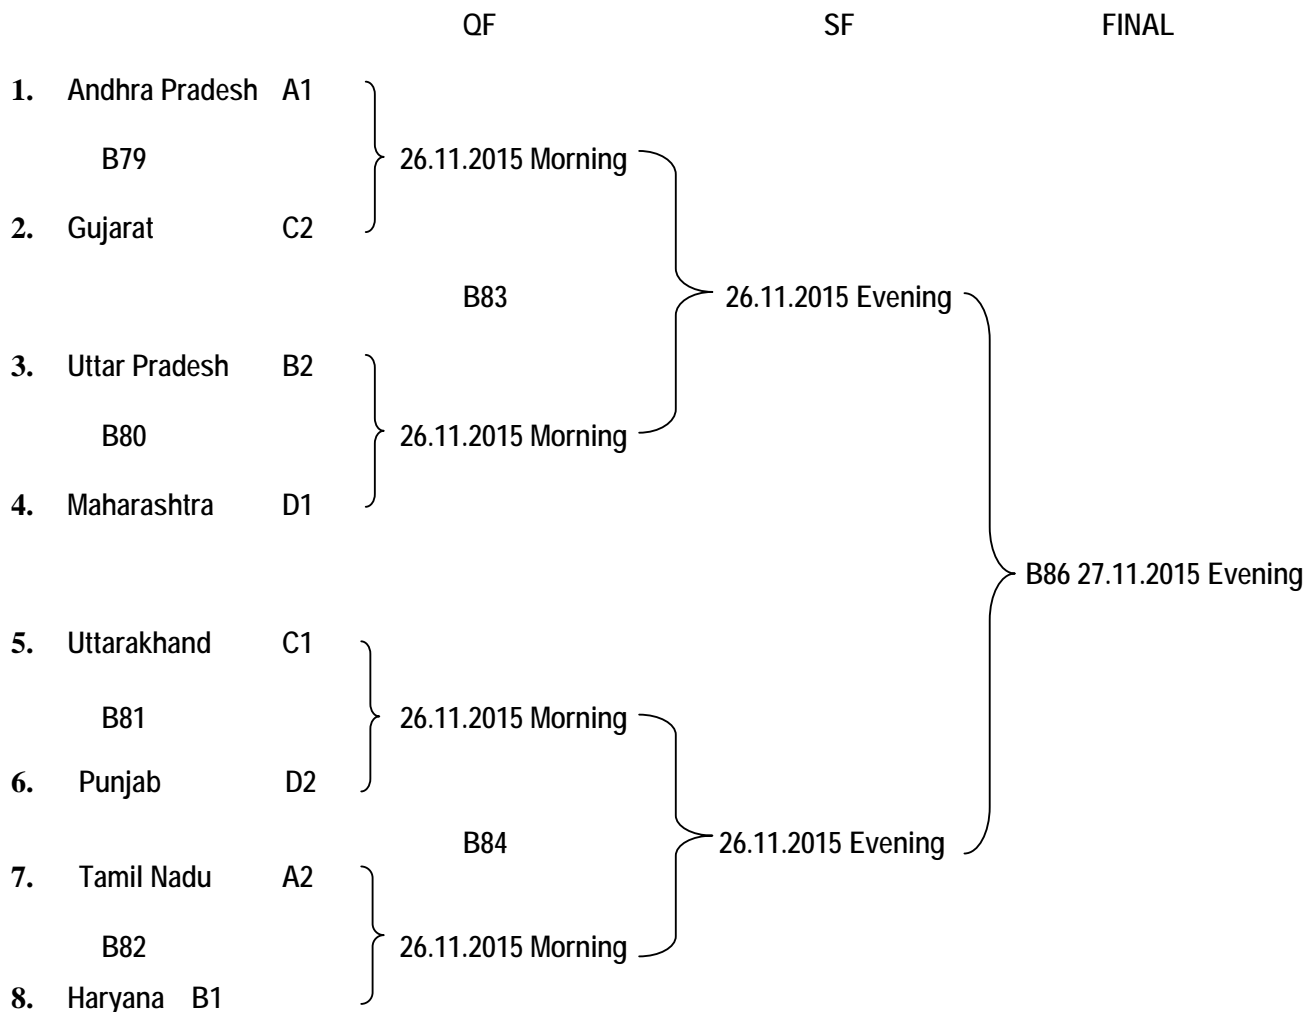 QF SF FINAL
1. Andhra Pradesh A1
B79 26.11.2015 Morning
2. Gujarat C2
B83 26.11.2015 Evening
3. Uttar Pradesh B2
B80 26.11.2015 Morning
4. Maharashtra D1
B86 27.11.2015 Evening
5. Uttarakhand C1
B81 26.11.2015 Morning
6. Punjab D2
B84 26.11.2015 Evening
7. Tamil Nadu A2
B82 26.11.2015 Morning
8. Haryana B1